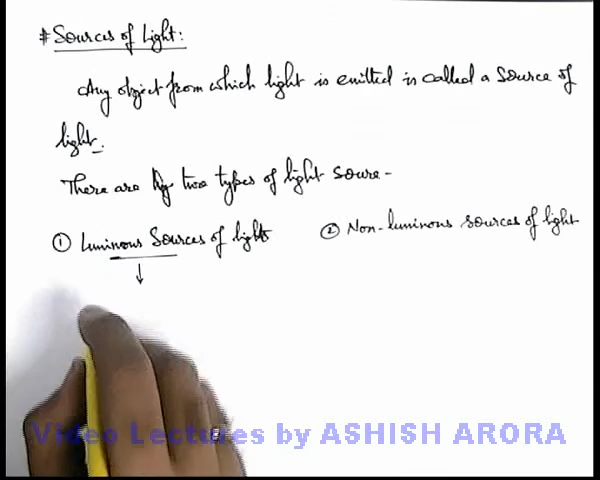 # Sources of Light:
Any object from which light is emitted is called a source of
light.
There are two types of light soure -
① Luminous Sources of light ② Non-luminous sources of light
Video Lectures by ASHISH ARORA